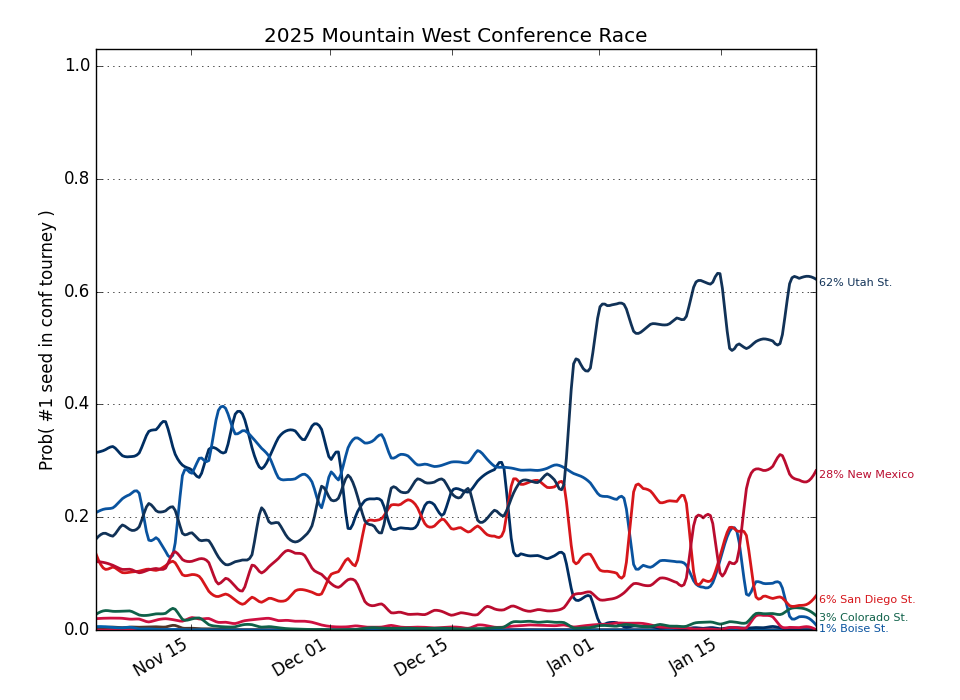 2025 Mountain West Conference Race
Prob( #1 seed in conf tourney )
1.0
0.8
0.6
0.4
0.2
0.0
62% Utah St.
28% New Mexico
6% San Diego St.
3% Colorado St.
1% Boise St.
Nov 15
Dec 01
Dec 15
Jan 01
Jan 15